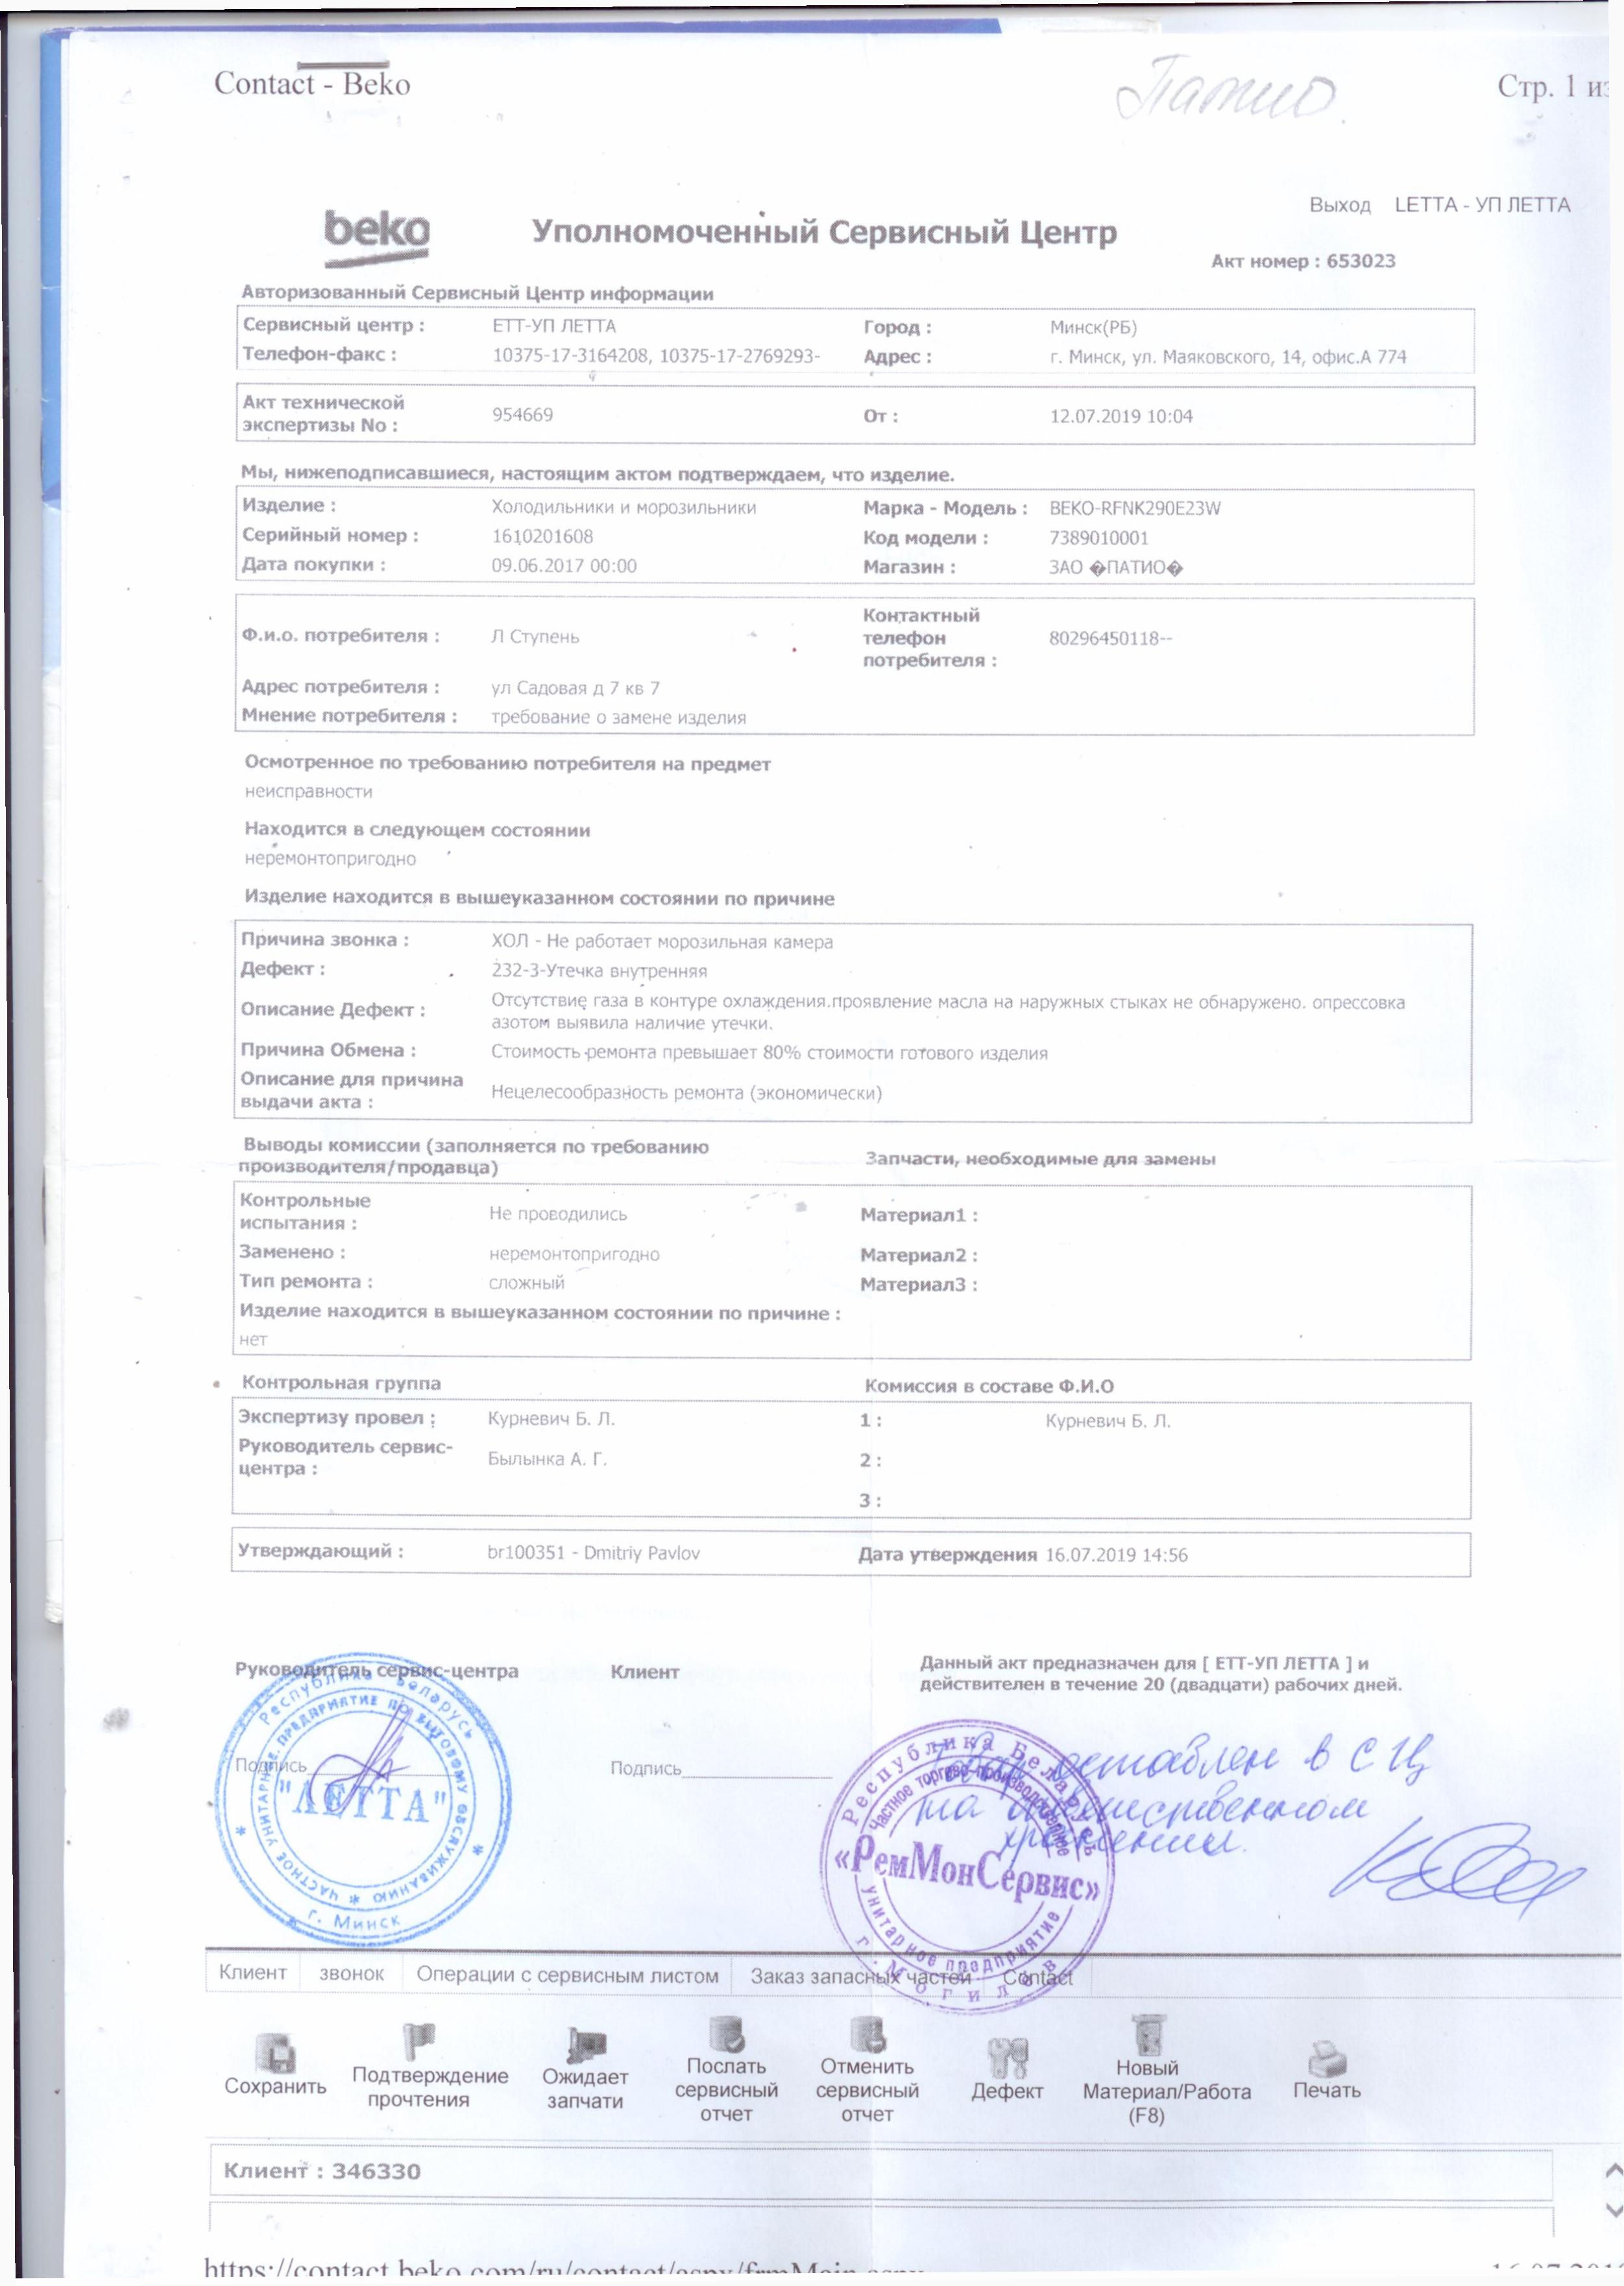 Contact - Beko
Патио.
Стр. 1 из
Выход LETTA - УП ЛЕТТА
beko
Уполномоченный Сервисный Центр
Акт номер : 653023
Авторизованный Сервисный Центр информации
Сервисный центр : ЕТТ-УП ЛЕТТА Город : Минск(РБ)
Телефон-факс : 10375-17-3164208, 10375-17-2769293- Адрес : г. Минск, ул. Маяковского, 14, офис.А 774
Акт технической
экспертизы No : 954669 От : 12.07.2019 10:04
Мы, нижеподписавшиеся, настоящим актом подтверждаем, что изделие.
Изделие : Холодильники и морозильники Марка - Модель : BEKO-RFNK290E23W
Серийный номер : 1610201608 Код модели : 7389010001
Дата покупки : 09.06.2017 00:00 Магазин : ЗАО �ПАТИО�
Ф.и.о. потребителя : Л Ступень
Контактный
телефон
потребителя : 80296450118--
Адрес потребителя : ул Садовая д 7 кв 7
Мнение потребителя : требование о замене изделия
Осмотренное по требованию потребителя на предмет
неисправности
Находится в следующем состоянии
неремонтопригодно
Изделие находится в вышеуказанном состоянии по причине
Причина звонка : ХОЛ - Не работает морозильная камера
Дефект : 232-3-Утечка внутренняя
Описание Дефект : Отсутствие газа в контуре охлаждения.проявление масла на наружных стыках не обнаружено. опрессовка
азотом выявила наличие утечки.
Причина Обмена : Стоимость ремонта превышает 80% стоимости готового изделия
Описание для причина
выдачи акта : Нецелесообразность ремонта (экономически)
Выводы комиссии (заполняется по требованию
производителя/продавца)
Запчасти, необходимые для замены
Контрольные
испытания : Не проводились Материал1 :
Заменено : неремонтопригодно Материал2 :
Тип ремонта : сложный Материал3 :
Изделие находится в вышеуказанном состоянии по причине :
нет
Контрольная группа Комиссия в составе Ф.И.О
Экспертизу провел : Курневич Б. Л. 1 : Курневич Б. Л.
Руководитель сервис-
центра : Былынка А. Г. 2 :
3 :
Утверждающий : br100351 - Dmitriy Pavlov Дата утверждения 16.07.2019 14:56
Руководитель сервис-центра Клиент
Данный акт предназначен для [ ЕТТ-УП ЛЕТТА ] и
действителен в течение 20 (двадцати) рабочих дней.
Подпись Подпись
Республика Беларусь
ЧАСТНОЕ УНИТАРНОЕ ПРЕДПРИЯТИЕ ПО БЫТОВОМУ ОБСЛУЖИВАНИЮ
"ЛЕТТА"
г. Минск
Республика Беларусь
Частное торгово-производственное
«РемМонСервис»
унитарное предприятие
г. Могилев
оставлен в СЦ
на ответственном
хранении.
Клиент звонок Операции с сервисным листом Заказ запасных частей Contact
Сохранить
Подтверждение
прочтения
Ожидает
запчасти
Послать
сервисный
отчет
Отменить
сервисный
отчет
Дефект
Новый
Материал/Работа
(F8)
Печать
Клиент : 346330
https://contact.beko.com/ru/contact/aspx/frmMain.aspx